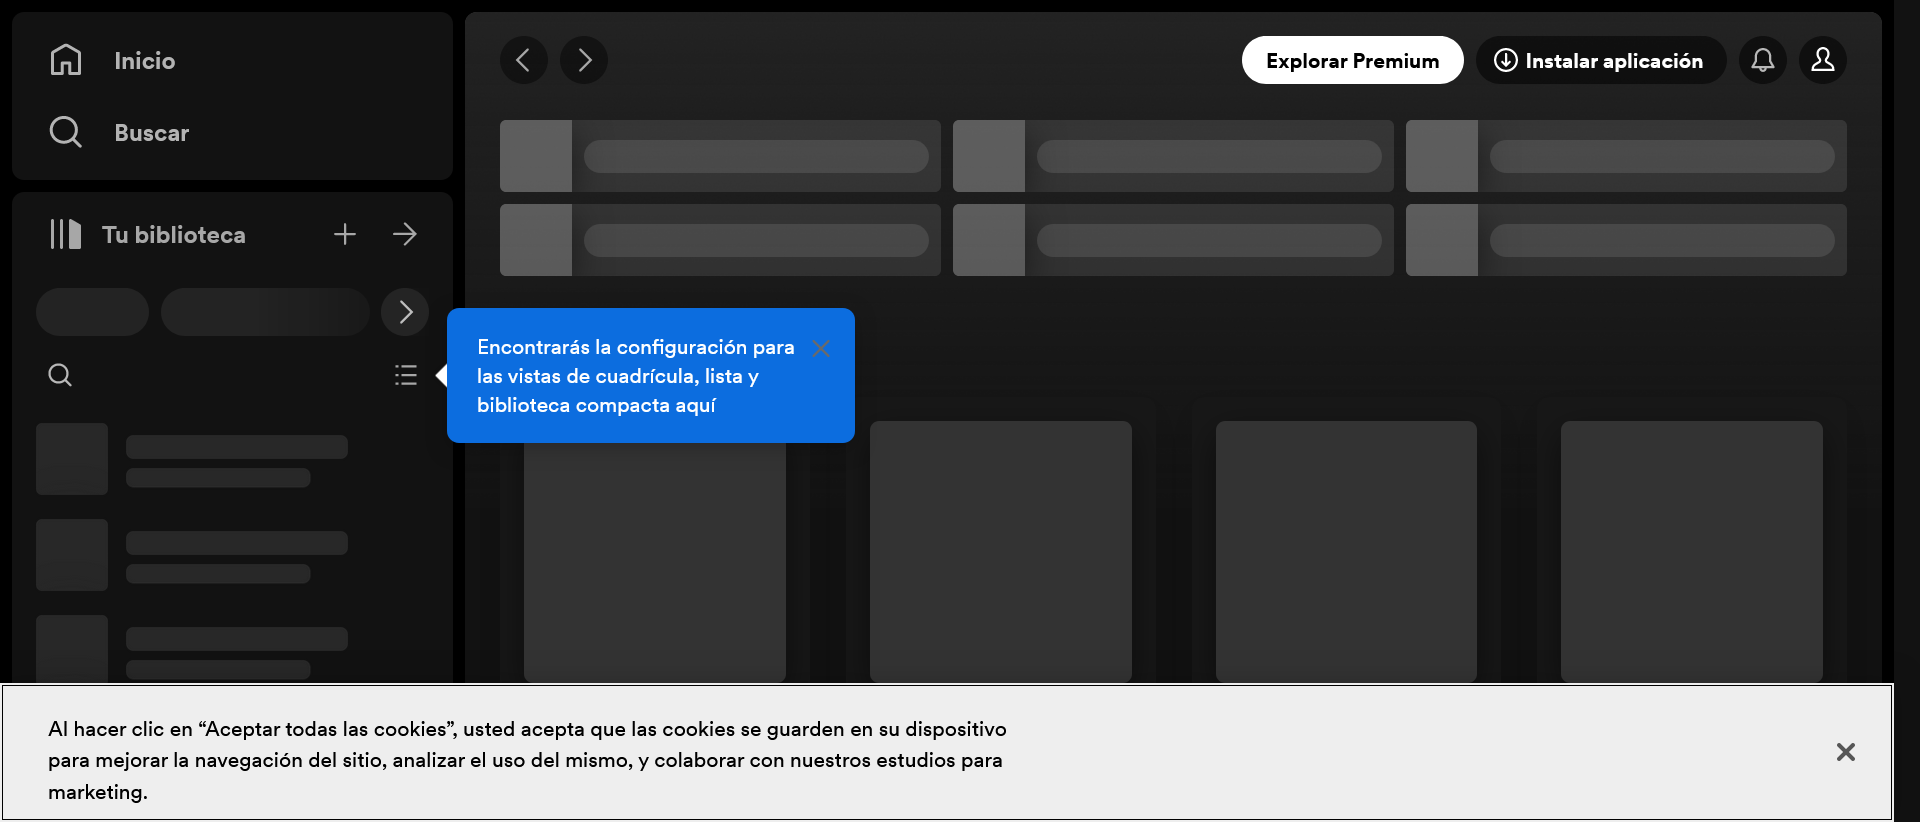 Inicio
Buscar
Tu biblioteca
Explorar Premium
Instalar aplicación
Encontrarás la configuración para
las vistas de cuadrícula, lista y
biblioteca compacta aquí
Al hacer clic en “Aceptar todas las cookies”, usted acepta que las cookies se guarden en su dispositivo
para mejorar la navegación del sitio, analizar el uso del mismo, y colaborar con nuestros estudios para
marketing.